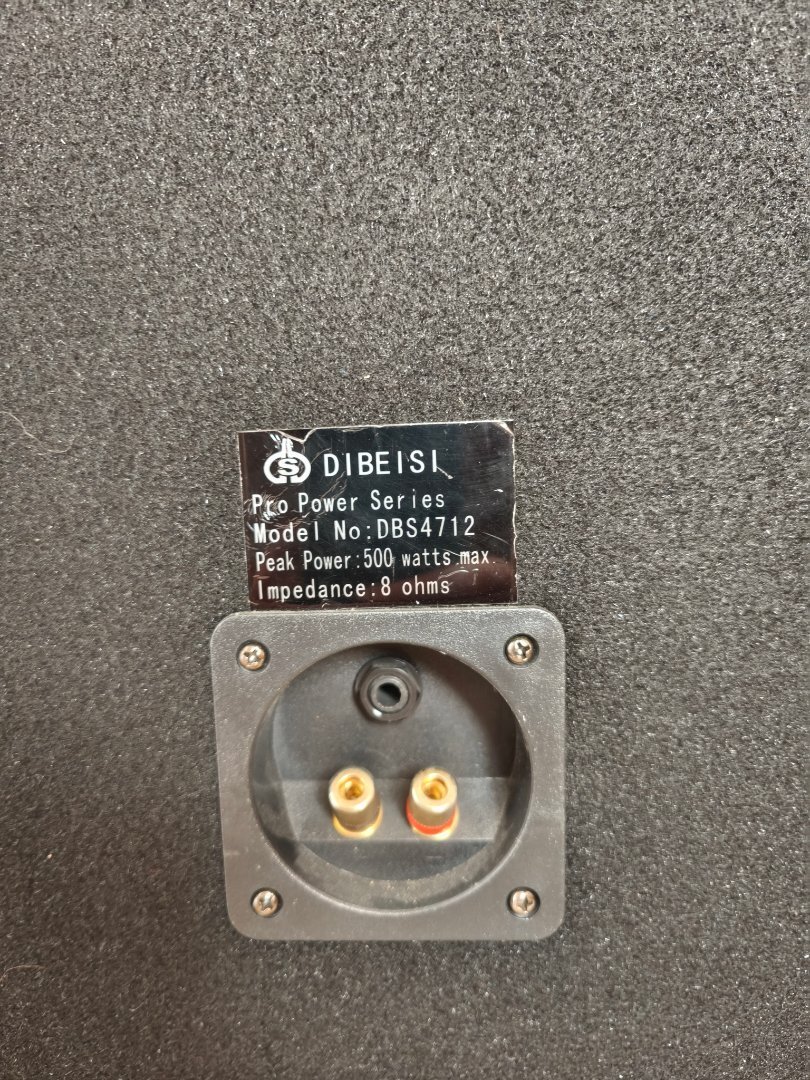 S DIBEISI
Pro Power Series
Model No:DBS4712
Peak Power:500 watts max.
Impedance:8 ohms